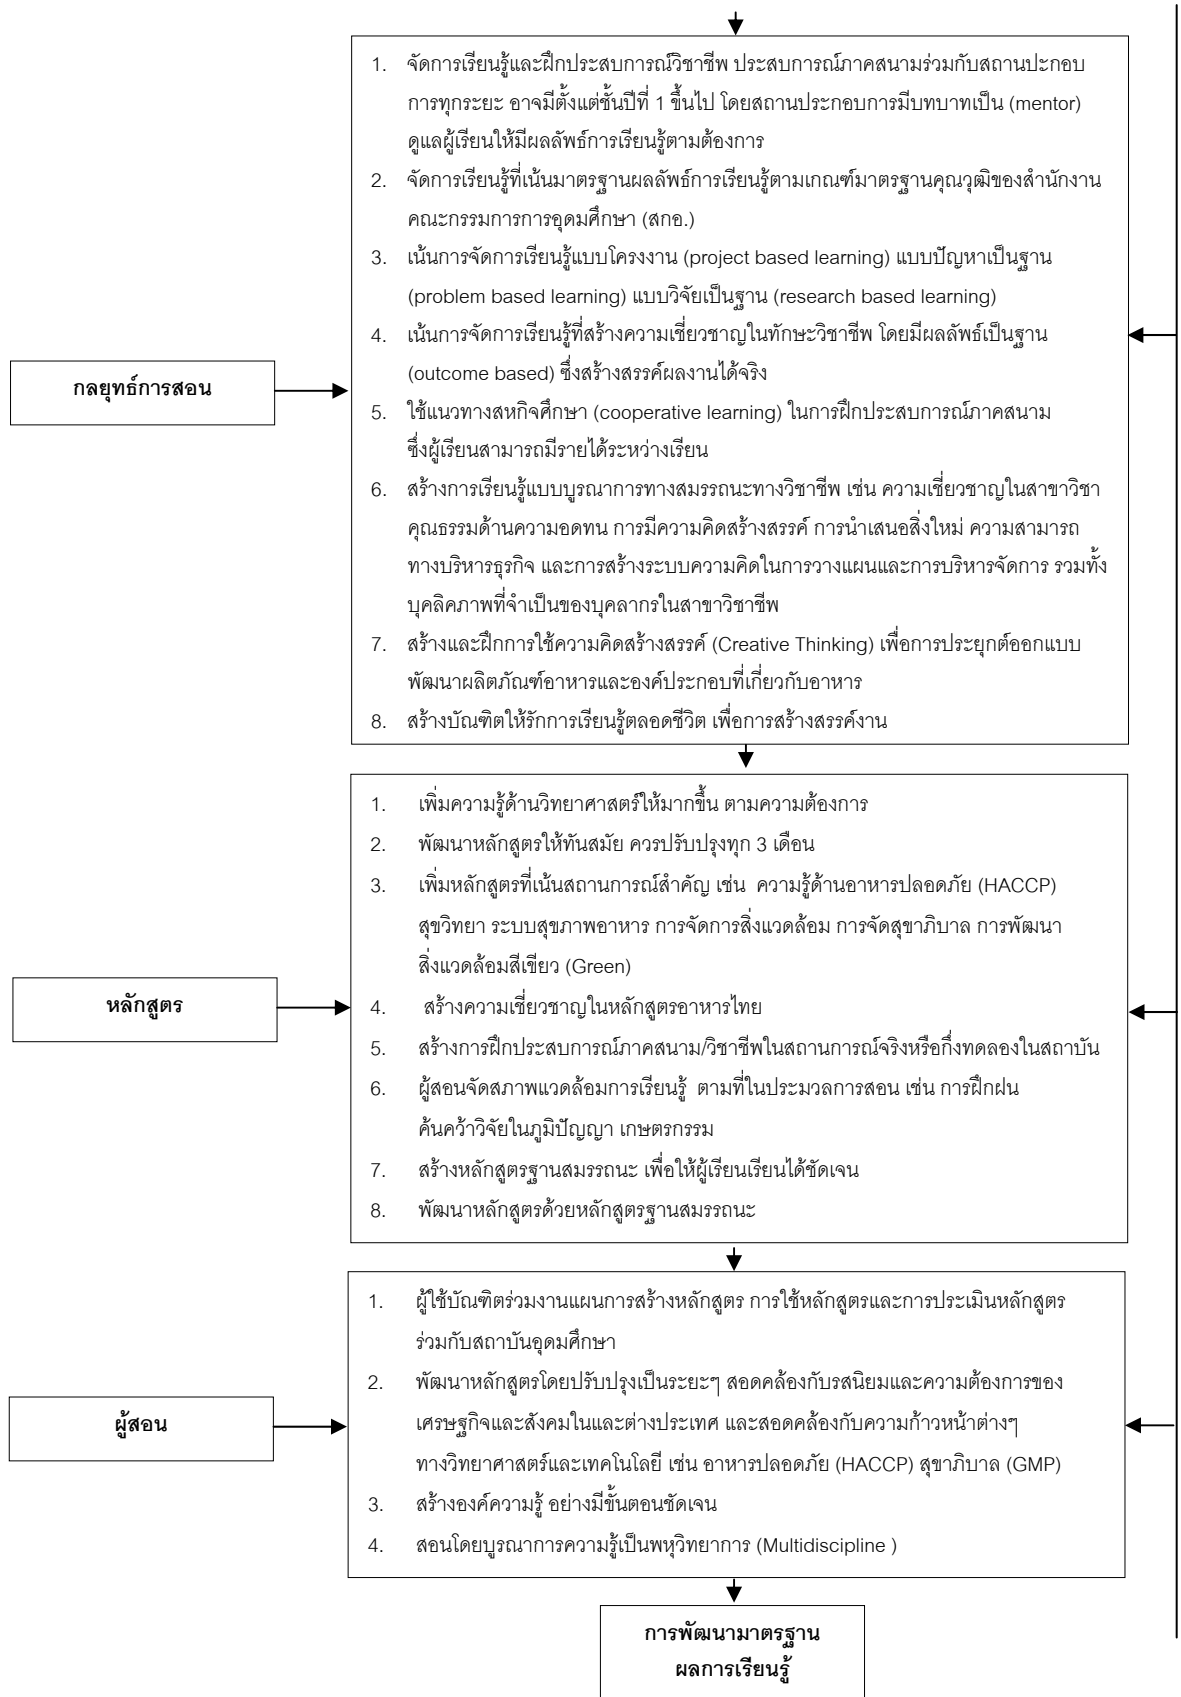 1. จัดการเรียนรู้และฝึกประสบการณ์วิชาชีพ ประสบการณ์ภาคสนามร่วมกับสถานปะกอบ
การทุกระยะ อาจมีตั้งแต่ชั้นปีที่ 1 ขึ้นไป โดยสถานประกอบการมีบทบาทเป็น (mentor)
ดูแลผู้เรียนให้มีผลลัพธ์การเรียนรู้ตามต้องการ
2. จัดการเรียนรู้ที่เน้นมาตรฐานผลลัพธ์การเรียนรู้ตามเกณฑ์มาตรฐานคุณวุฒิของสำนักงาน
คณะกรรมการการอุดมศึกษา (สกอ.)
3. เน้นการจัดการเรียนรู้แบบโครงงาน (project based learning) แบบปัญหาเป็นฐาน
(problem based learning) แบบวิจัยเป็นฐาน (research based learning)
4. เน้นการจัดการเรียนรู้ที่สร้างความเชี่ยวชาญในทักษะวิชาชีพ โดยมีผลลัพธ์เป็นฐาน
(outcome based) ซึ่งสร้างสรรค์ผลงานได้จริง
กลยุทธ์การสอน
5. ใช้แนวทางสหกิจศึกษา (cooperative learning) ในการฝึกประสบการณ์ภาคสนาม
ซึ่งผู้เรียนสามารถมีรายได้ระหว่างเรียน
6. สร้างการเรียนรู้แบบบูรณาการทางสมรรถนะทางวิชาชีพ เช่น ความเชี่ยวชาญในสาขาวิชา
คุณธรรมด้านความอดทน การมีความคิดสร้างสรรค์ การนำเสนอสิ่งใหม่ ความสามารถ
ทางบริหารธุรกิจ และการสร้างระบบความคิดในการวางแผนและการบริหารจัดการ รวมทั้ง
บุคลิคภาพที่จำเป็นของบุคลากรในสาขาวิชาชีพ
7. สร้างและฝึกการใช้ความคิดสร้างสรรค์ (Creative Thinking) เพื่อการประยุกต์ออกแบบ
พัฒนาผลิตภัณฑ์อาหารและองค์ประกอบที่เกี่ยวกับอาหาร
8. สร้างบัณฑิตให้รักการเรียนรู้ตลอดชีวิต เพื่อการสร้างสรรค์งาน
1. เพิ่มความรู้ด้านวิทยาศาสตร์ให้มากขึ้น ตามความต้องการ
2. พัฒนาหลักสูตรให้ทันสมัย ควรปรับปรุงทุก 3 เดือน
3. เพิ่มหลักสูตรที่เน้นสถานการณ์สำคัญ เช่น ความรู้ด้านอาหารปลอดภัย (HACCP)
สุขวิทยา ระบบสุขภาพอาหาร การจัดการสิ่งแวดล้อม การจัดสุขาภิบาล การพัฒนา
สิ่งแวดล้อมสีเขียว (Green)
หลักสูตร
4. สร้างความเชี่ยวชาญในหลักสูตรอาหารไทย
5. สร้างการฝึกประสบการณ์ภาคสนาม/วิชาชีพในสถานการณ์จริงหรือกึ่งทดลองในสถาบัน
6. ผู้สอนจัดสภาพแวดล้อมการเรียนรู้ ตามที่ในประมวลการสอน เช่น การฝึกฝน
ค้นคว้าวิจัยในภูมิปัญญา เกษตรกรรม
7. สร้างหลักสูตรฐานสมรรถนะ เพื่อให้ผู้เรียนเรียนได้ชัดเจน
8. พัฒนาหลักสูตรด้วยหลักสูตรฐานสมรรถนะ
1. ผู้ใช้บัณฑิตร่วมงานแผนการสร้างหลักสูตร การใช้หลักสูตรและการประเมินหลักสูตร
ร่วมกับสถาบันอุดมศึกษา
2. พัฒนาหลักสูตรโดยปรับปรุงเป็นระยะๆ สอดคล้องกับรสนิยมและความต้องการของ
ผู้สอน
เศรษฐกิจและสังคมในและต่างประเทศ และสอดคล้องกับความก้าวหน้าต่างๆ
ทางวิทยาศาสตร์และเทคโนโลยี เช่น อาหารปลอดภัย (HACCP) สุขาภิบาล (GMP)
3. สร้างองค์ความรู้ อย่างมีขั้นตอนชัดเจน
4. สอนโดยบูรณาการความรู้เป็นพหุวิทยาการ (Multidiscipline )
การพัฒนามาตรฐาน
ผลการเรียนรู้